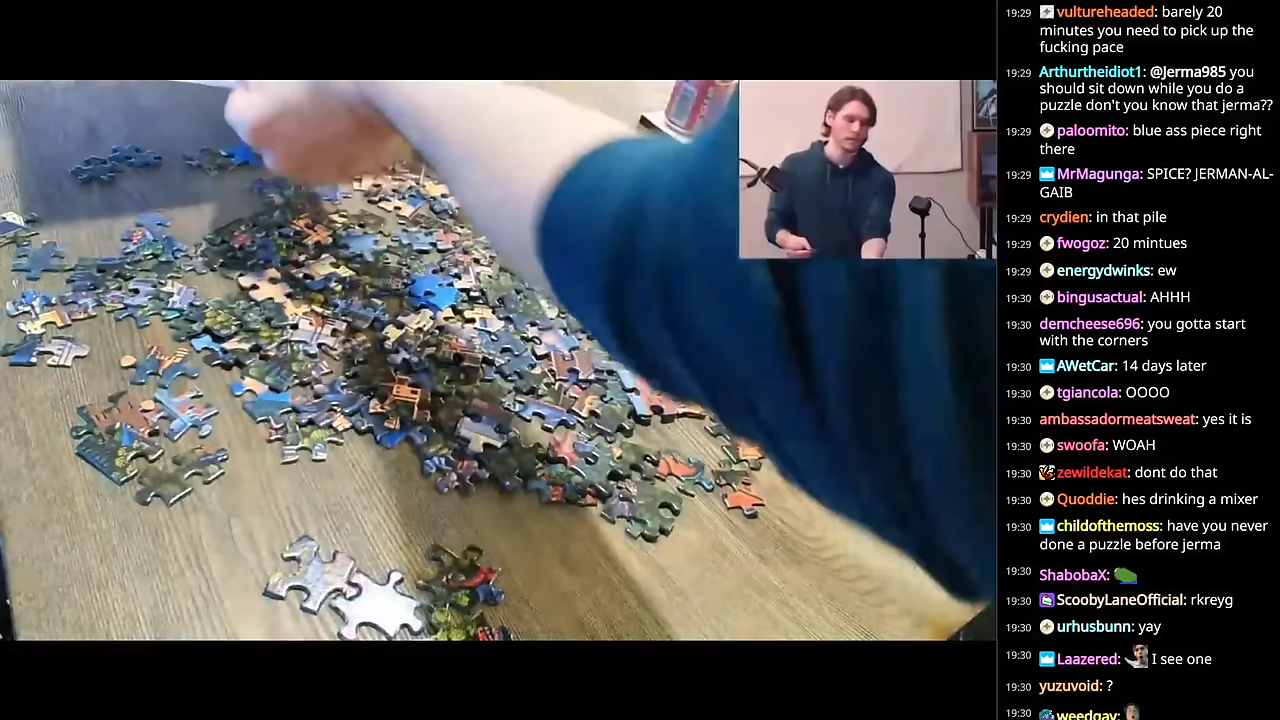 19:29 vultureheaded: barely 20
minutes you need to pick up the
fucking pace
19:29 Arthurtheidiot1: @Jerma985 you
should sit down while you do a
puzzle don't you know that jerma??
19:29 paloomito: blue ass piece right
there
19:29 MrMagunga: SPICE? JERMAN-AL-
GAIB
19:29 crydien: in that pile
19:29 fwogoz: 20 mintues
19:29 energydwinks: ew
19:30 bingusactual: AHHH
19:30 demcheese696: you gotta start
with the corners
19:30 AWetCar: 14 days later
19:30 tgiancola: OOOO
19:30 ambassadormeatsweat: yes it is
19:30 swoofa: WOAH
19:30 zewildekat: dont do that
19:30 Quoddie: hes drinking a mixer
19:30 childofthemoss: have you never
done a puzzle before jerma
19:30 ShabobaX:
19:30 ScoobyLaneOfficial: rkreyg
19:30 urhusbunn: yay
19:30 Laazered: I see one
19:30 yuzuvoid: ?
19:30 weedgay: